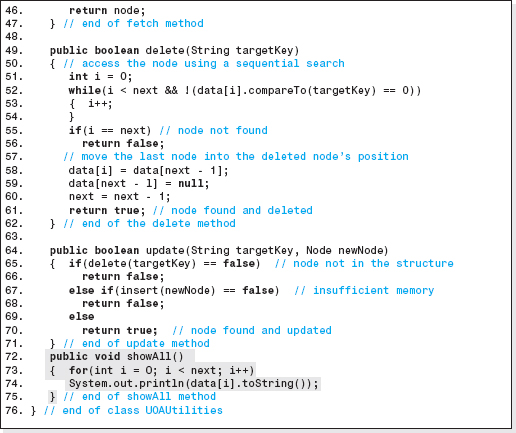 46.        return node;
47.     } // end of fetch method
48.
49.     public boolean delete(String targetKey)
50.     { // access the node using a sequential search
51.        int i = 0;
52.        while(i < next && !(data[i].compareTo(targetKey) == 0))
53.        {  i++;
54.        }
55.        if(i == next) // node not found
56.          return false;
57.       // move the last node into the deleted node's position
58.        data[i] = data[next - 1];
59.        data[next - 1] = null;
60.        next = next - 1;
61.        return true; // node found and deleted
62.     } // end of the delete method
63.
64.     public boolean update(String targetKey, Node newNode)
65.     {  if(delete(targetKey) == false)  // node not in the structure
66.          return false;
67.        else if(insert(newNode) == false)  // insufficient memory
68.          return false;
69.        else
70.          return true;  // node found and updated
71.     } // end of update method
72.     public void showAll()
73.     {  for(int i = 0; i < next; i++)
74.        System.out.println(data[i].toString());
75.     } // end of showAll method
76. } // end of class UOAUtilities